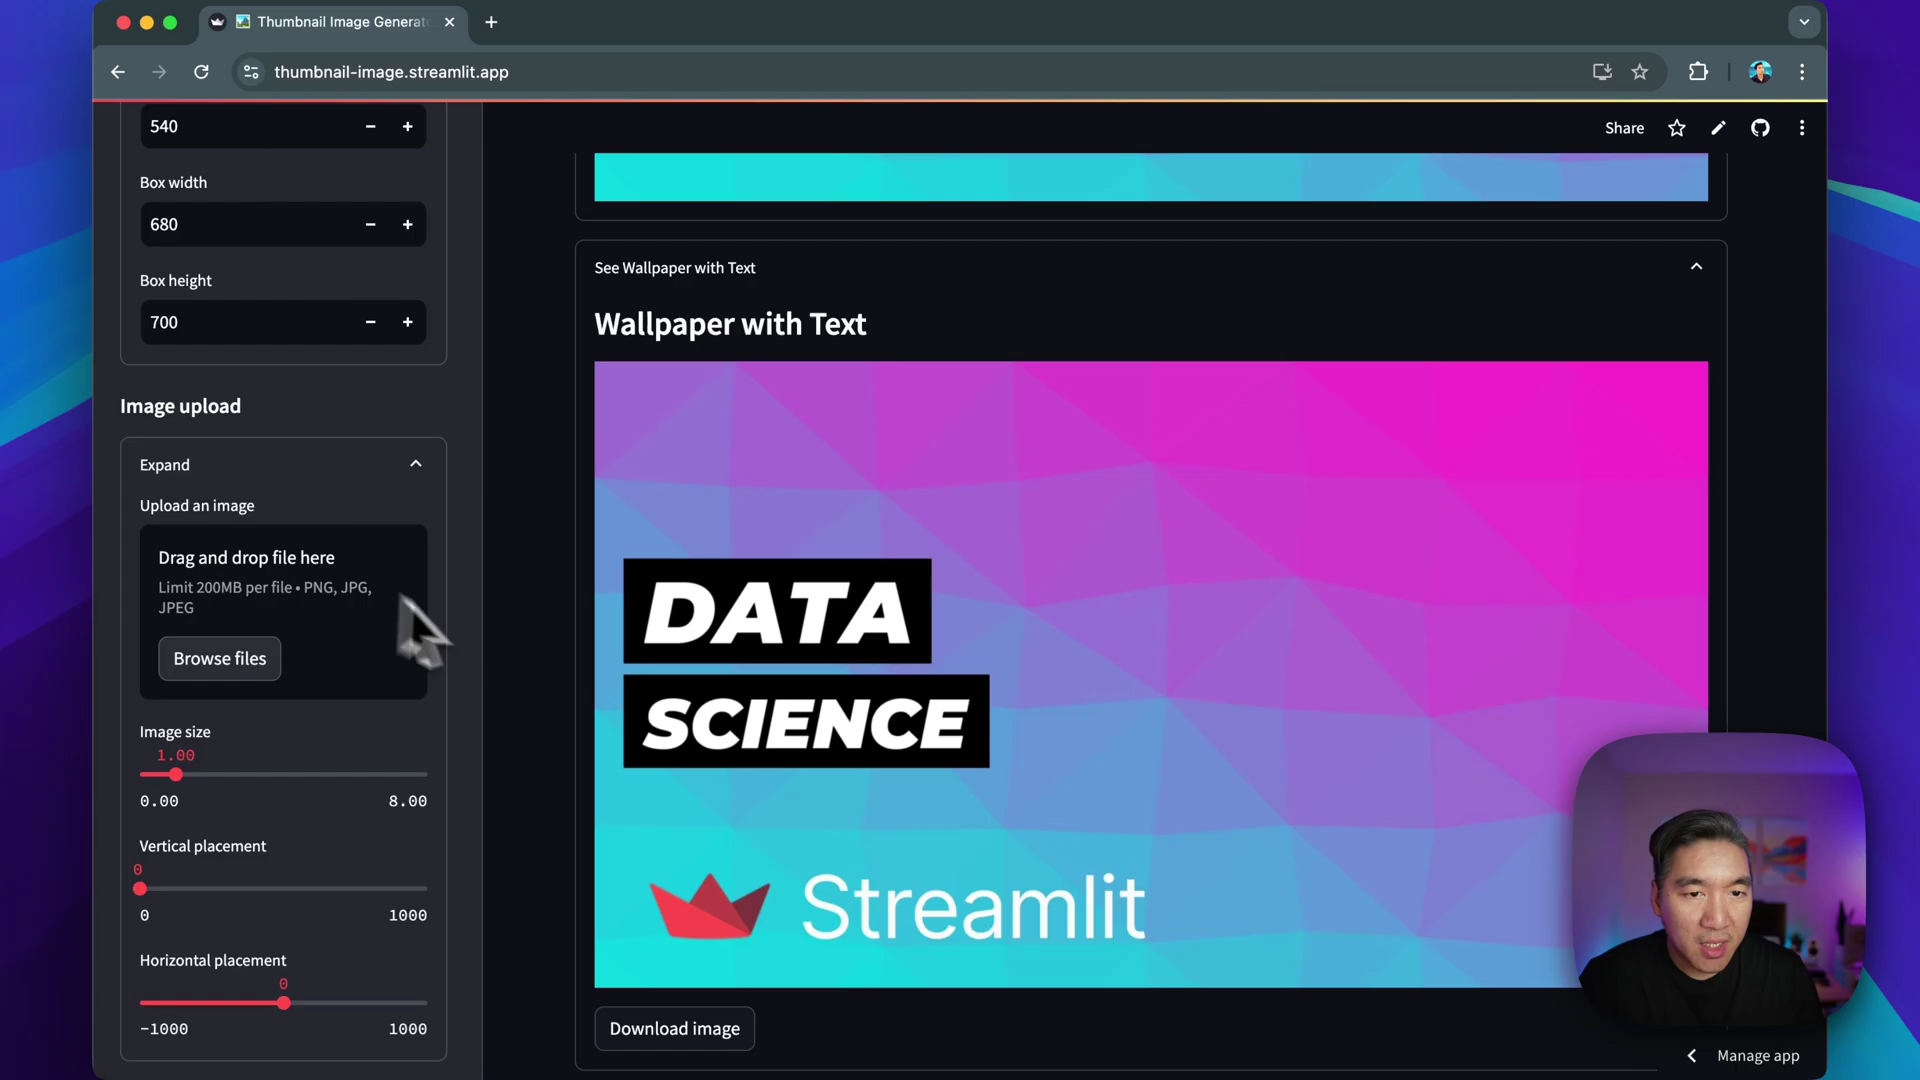 Thumbnail Image Generat
thumbnail-image.streamlit.app
Share
540
Box width
680
Box height
700
Image upload
Expand
Upload an image
Drag and drop file here
Limit 200MB per file • PNG, JPG,
JPEG
Browse files
Image size
1.00
0.00 8.00
Vertical placement
0
0 1000
Horizontal placement
0
-1000 1000
See Wallpaper with Text
Wallpaper with Text
DATA
SCIENCE
Streamlit
Download image
Manage app